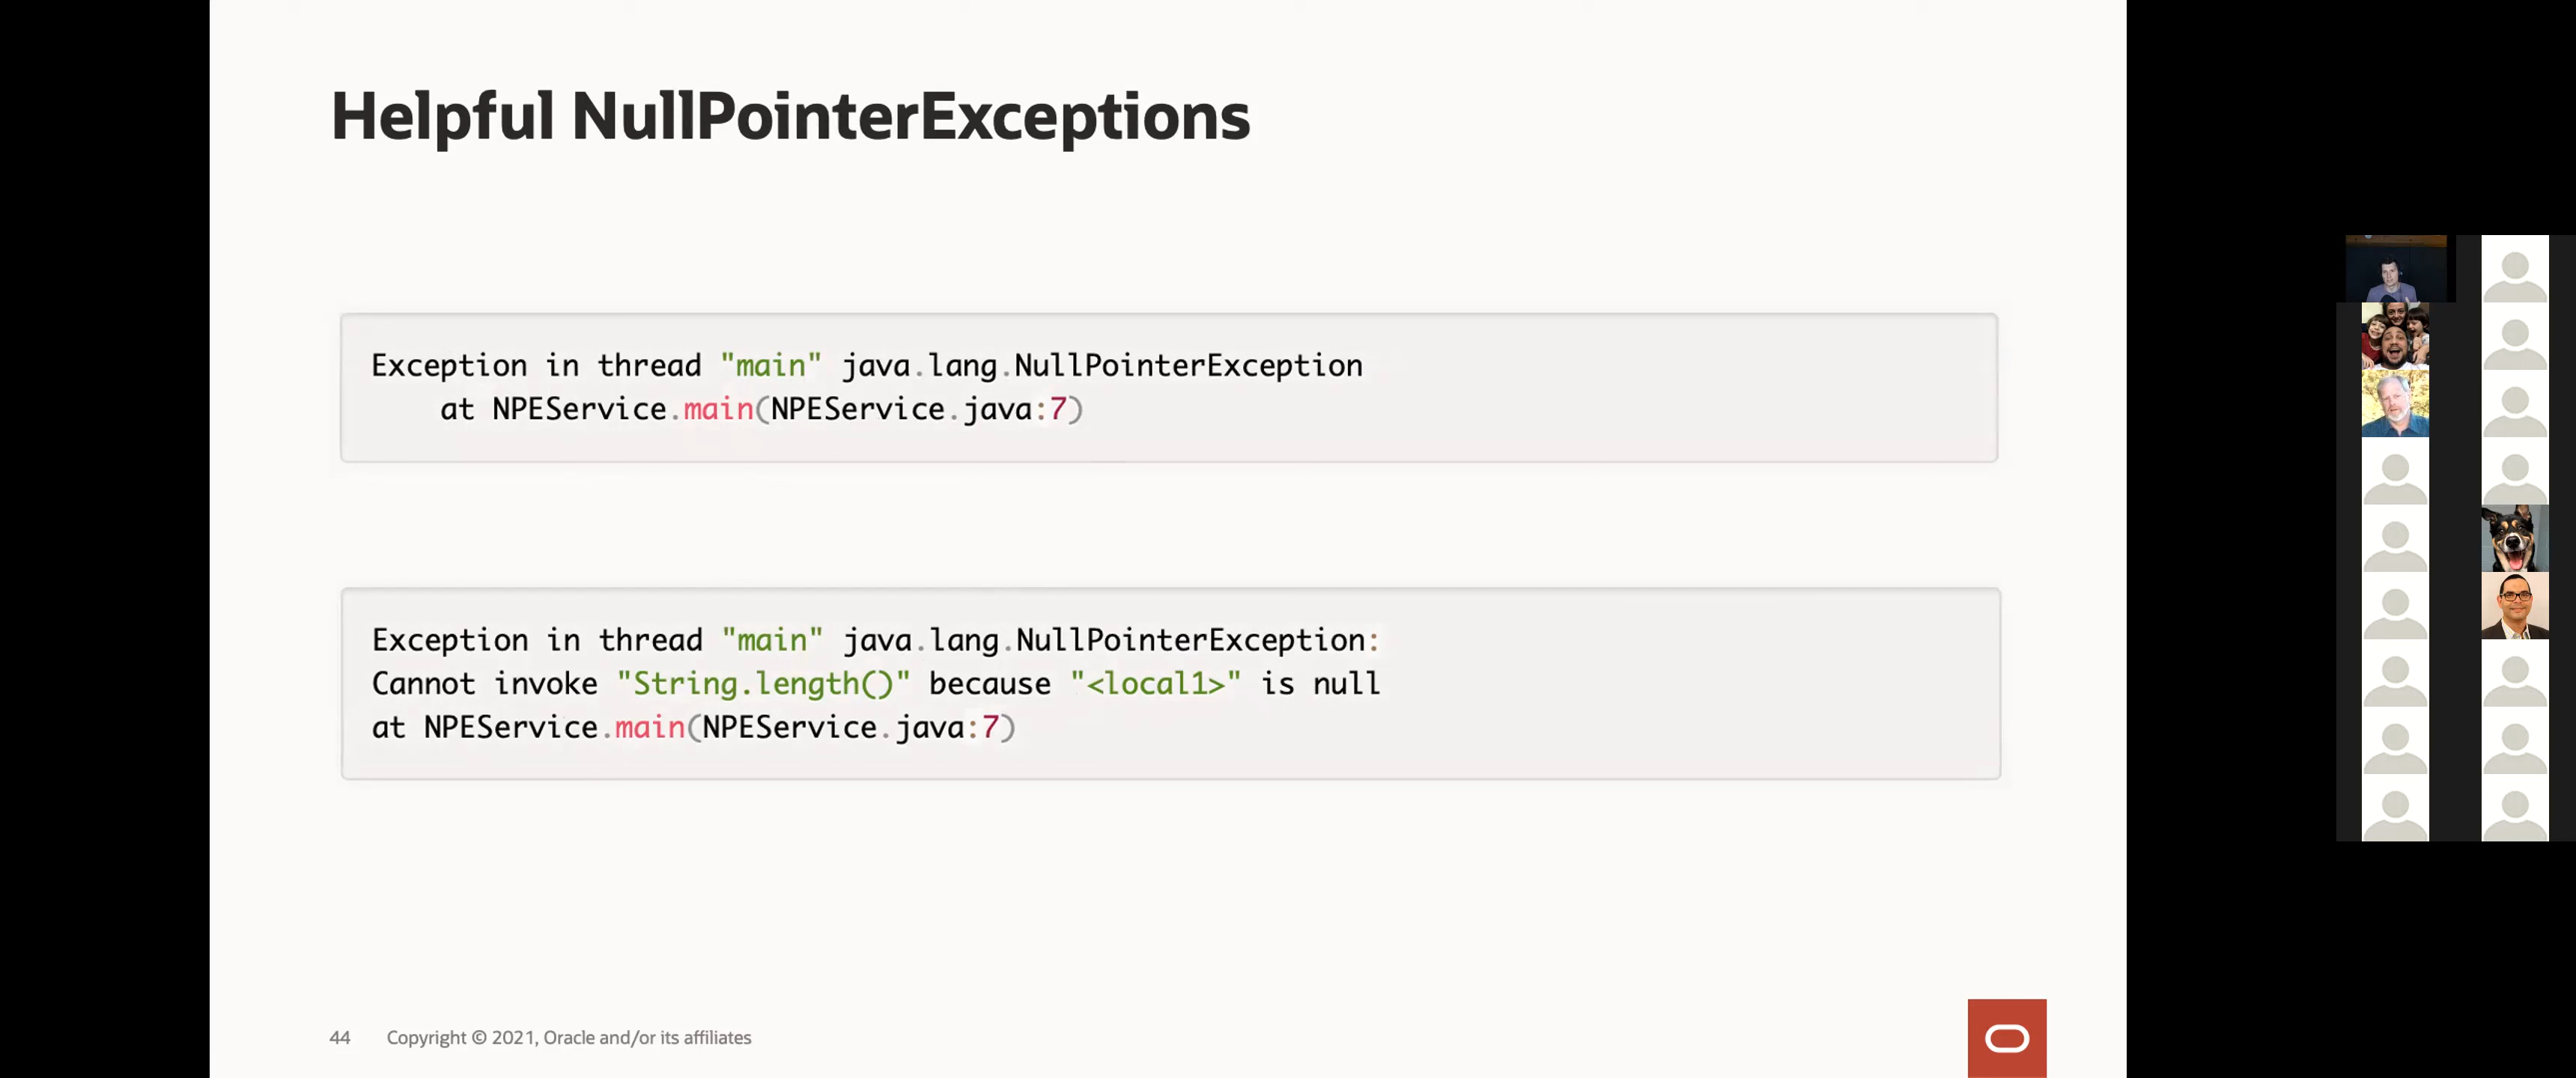 Helpful NullPointerExceptions
Exception in thread "main" java.lang.NullPointerException
at NPEService.main(NPEService.java:7)
Exception in thread "main" java.lang.NullPointerException:
Cannot invoke "String.length()" because "<local1>" is null
at NPEService.main(NPEService.java:7)
44 Copyright © 2021, Oracle and/or its affiliates